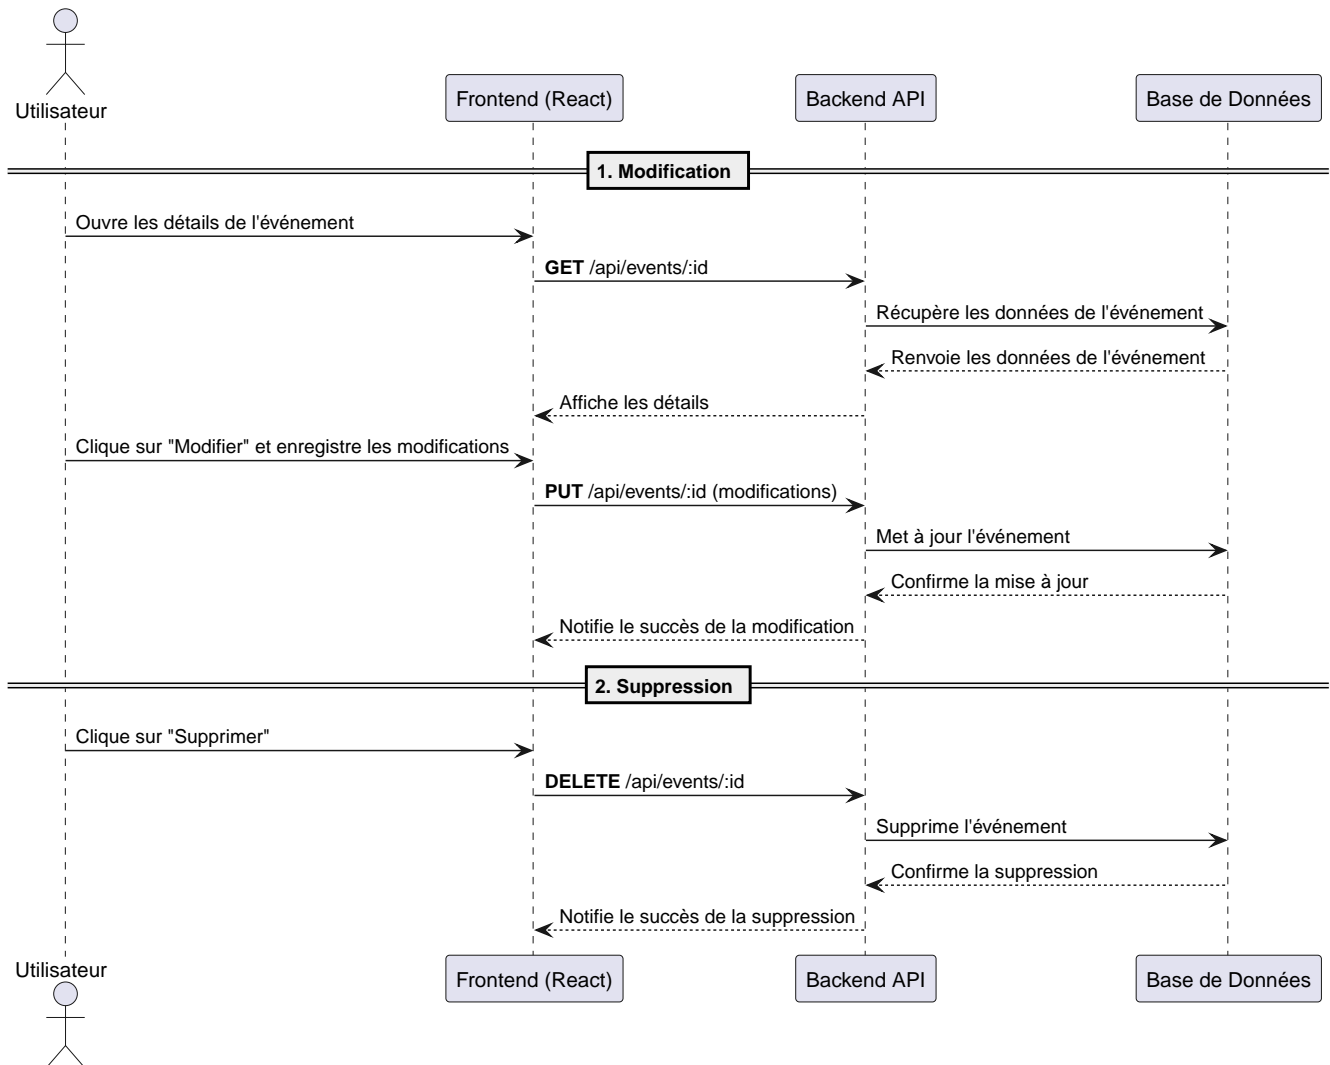 Utilisateur
Frontend (React)
Backend API
Base de Données
1. Modification
Ouvre les détails de l'événement
GET /api/events/:id
Récupère les données de l'événement
Renvoie les données de l'événement
Affiche les détails
Clique sur "Modifier" et enregistre les modifications
PUT /api/events/:id (modifications)
Met à jour l'événement
Confirme la mise à jour
Notifie le succès de la modification
2. Suppression
Clique sur "Supprimer"
DELETE /api/events/:id
Supprime l'événement
Confirme la suppression
Notifie le succès de la suppression
Utilisateur
Frontend (React)
Backend API
Base de Données